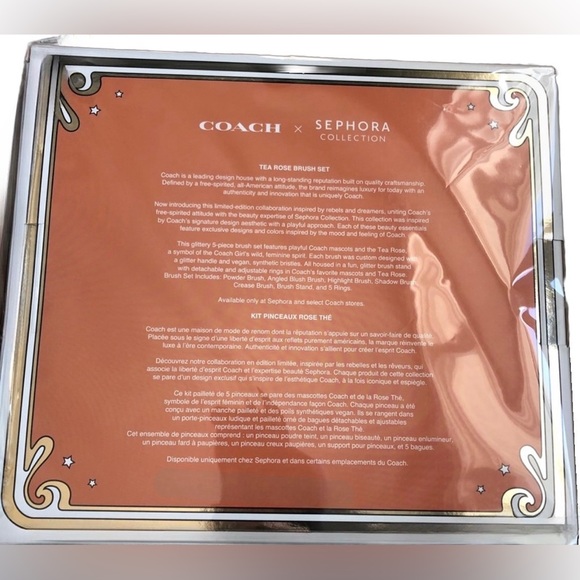 COACH × SEPHORA
COLLECTION
TEA ROSE BRUSH SET
Coach is a leading design house with a long-standing reputation built on quality craftsmanship.
Defined by a free-spirited, all-American attitude, the brand reimagines luxury for today with an
authenticity and innovation that is uniquely Coach.
Now introducing this limited-edition collaboration inspired by rebels and dreamers, uniting Coach's
free-spirited attitude with the beauty expertise of Sephora Collection. This collection was inspired
by Coach's signature design aesthetic with a playful approach. Each of these beauty essentials
feature exclusive designs and colors inspired by the mood and feeling of Coach.
This glittery 5-piece brush set features playful Coach mascots and the Tea Rose,
a symbol of the Coach Girl's wild, feminine spirit. Each brush was custom designed with
a glitter handle and vegan, synthetic bristles. All housed in a fun, glitter brush stand
with detachable and adjustable rings in Coach's favorite mascots and Tea Rose.
Brush Set Includes: Powder Brush, Angled Blush Brush, Highlight Brush, Shadow Brush,
Crease Brush, Brush Stand, and 5 Rings.
Available only at Sephora and select Coach stores.
KIT PINCEAUX ROSE THÉ
Coach est une maison de mode de renom dont la réputation s'appuie sur un savoir-faire de qualité.
Placée sous le signe d'une liberté d'esprit aux reflets purement américains, la marque réinvente le
luxe à l'ère contemporaine. Authenticité et innovation s'allient pour créer l'esprit Coach.
Découvrez notre collaboration en édition limitée, inspirée par les rebelles et les rêveurs, qui
associe la liberté d'esprit Coach et l'expertise beauté Sephora. Chaque produit de cette collection
se pare d'un design exclusif qui s'inspire de l'esthétique Coach, à la fois iconique et espiègle.
Ce kit pailleté de 5 pinceaux se pare des mascottes Coach et de la Rose Thé,
symbole de l'esprit féminin et de l'indépendance façon Coach. Chaque pinceau a été
conçu avec un manche pailleté et des poils synthétiques vegan. Ils se rangent dans
un porte-pinceaux ludique et pailleté orné de bagues détachables et ajustables
représentant les mascottes Coach et la Rose Thé.
Cet ensemble de pinceaux comprend : un pinceau poudre teint, un pinceau biseauté, un pinceau enlumineur,
un pinceau fard à paupières, un pinceau creux paupières, un support pour pinceaux, et 5 bagues.
Disponible uniquement chez Sephora et dans certains emplacements du Coach.